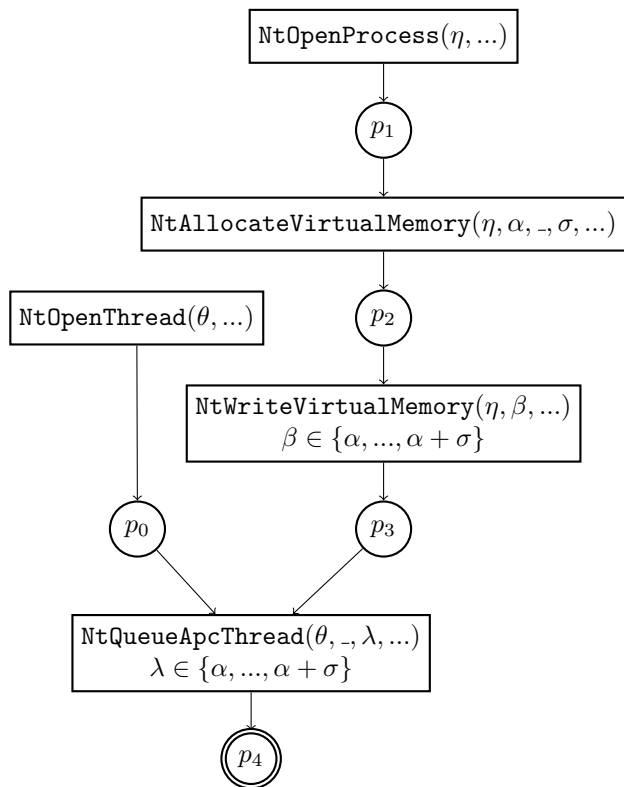 NtOpenProcess(η, ...)
p₁
NtAllocateVirtualMemory(η, α, _, σ, ...)
NtOpenThread(θ, ...)
p₂
NtWriteVirtualMemory(η, β, ...)
β ∈ {α, ..., α + σ}
p₀
p₃
NtQueueApcThread(θ, _, λ, ...)
λ ∈ {α, ..., α + σ}
p₄